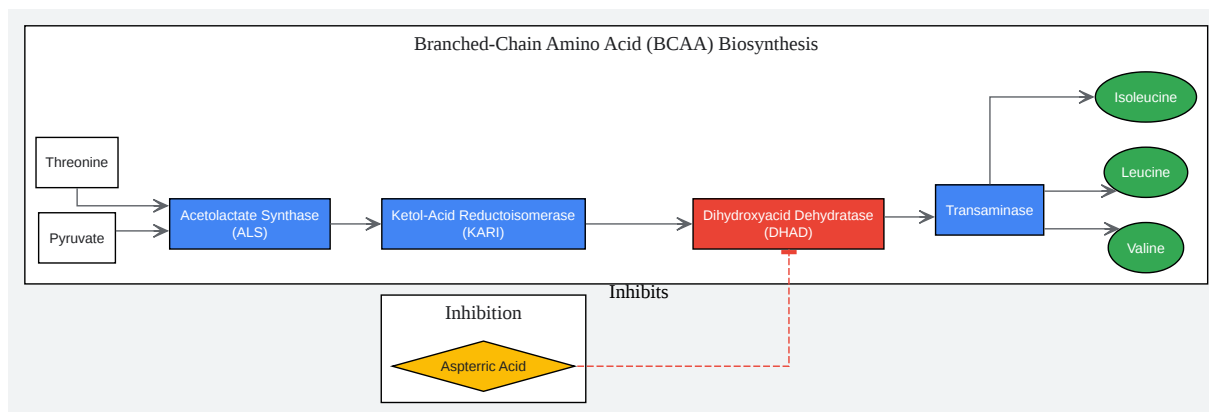 Branched-Chain Amino Acid (BCAA) Biosynthesis
Isoleucine
Threonine
Leucine
Acetolactate Synthase
(ALS)
Ketol-Acid Reductoisomerase
(KARI)
Dihydroxyacid Dehydratase
(DHAD)
Transaminase
Pyruvate
Valine
Inhibits
Inhibition
Aspterric Acid